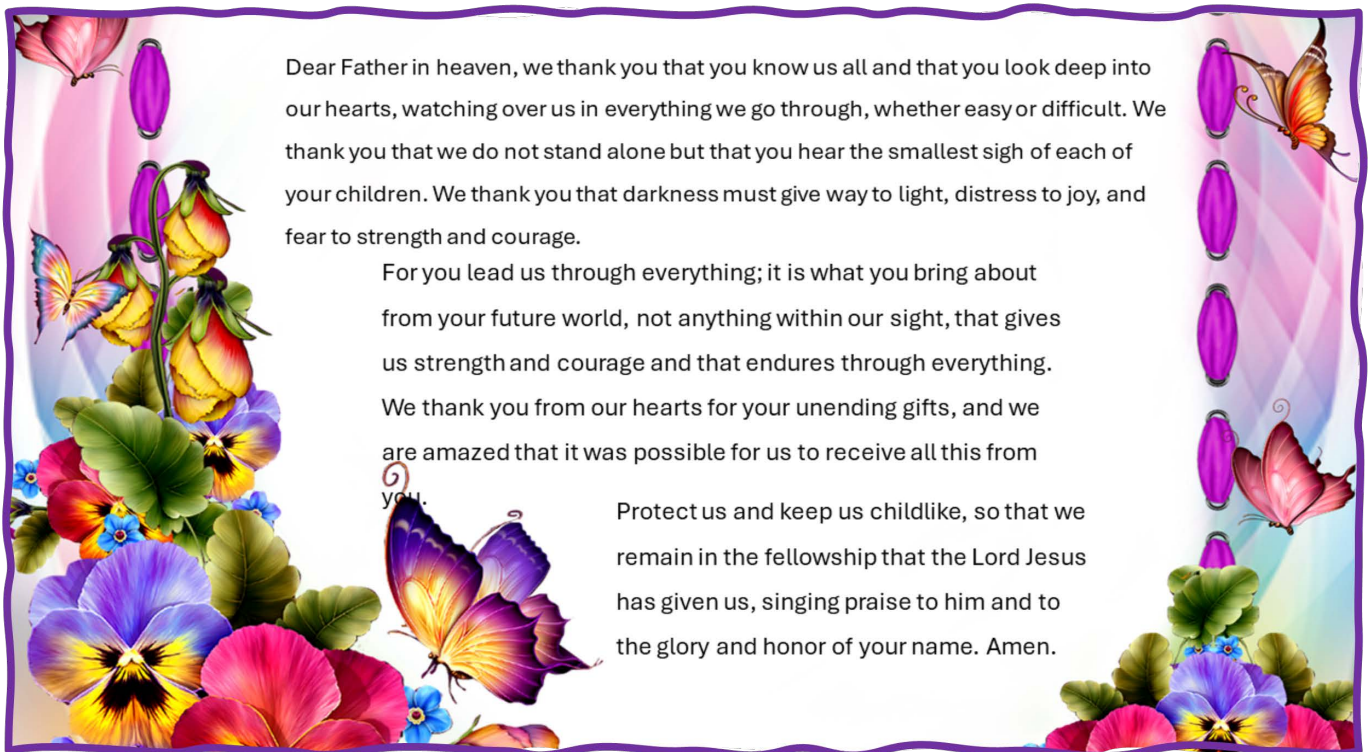 Dear Father in heaven, we thank you that you know us all and that you look deep into
our hearts, watching over us in everything we go through, whether easy or difficult. We
thank you that we do not stand alone but that you hear the smallest sigh of each of
your children. We thank you that darkness must give way to light, distress to joy, and
fear to strength and courage.
For you lead us through everything; it is what you bring about
from your future world, not anything within our sight, that gives
us strength and courage and that endures through everything.
We thank you from our hearts for your unending gifts, and we
are amazed that it was possible for us to receive all this from
you.
Protect us and keep us childlike, so that we
remain in the fellowship that the Lord Jesus
has given us, singing praise to him and to
the glory and honor of your name. Amen.